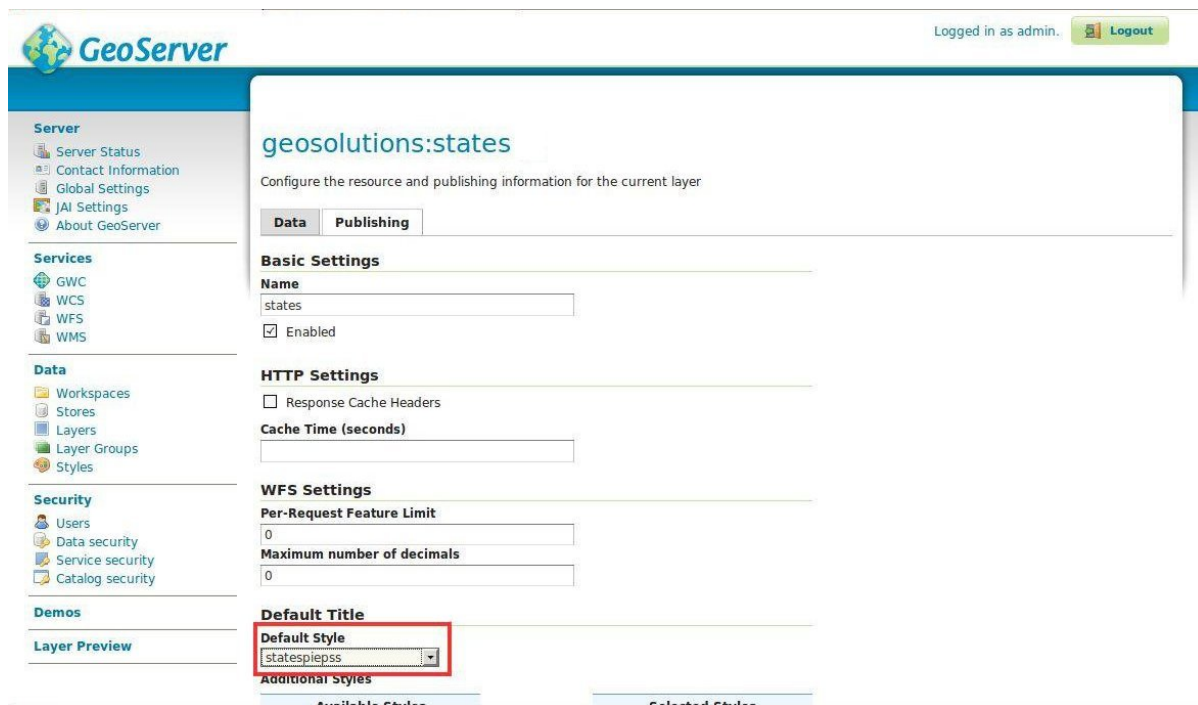 GeoServer
Logged in as admin.
Logout
Server
Server Status
Contact Information
Global Settings
JAI Settings
About GeoServer
Services
GWC
WCS
WFS
WMS
Data
Workspaces
Stores
Layers
Layer Groups
Styles
Security
Users
Data security
Service security
Catalog security
Demos
Layer Preview
geosolutions:states
Configure the resource and publishing information for the current layer
Data Publishing
Basic Settings
Name
states
Enabled
HTTP Settings
Response Cache Headers
Cache Time (seconds)
WFS Settings
Per-Request Feature Limit
0
Maximum number of decimals
0
Default Title
Default Style
statespiepss
Additional Styles
Available Styles Selected Styles